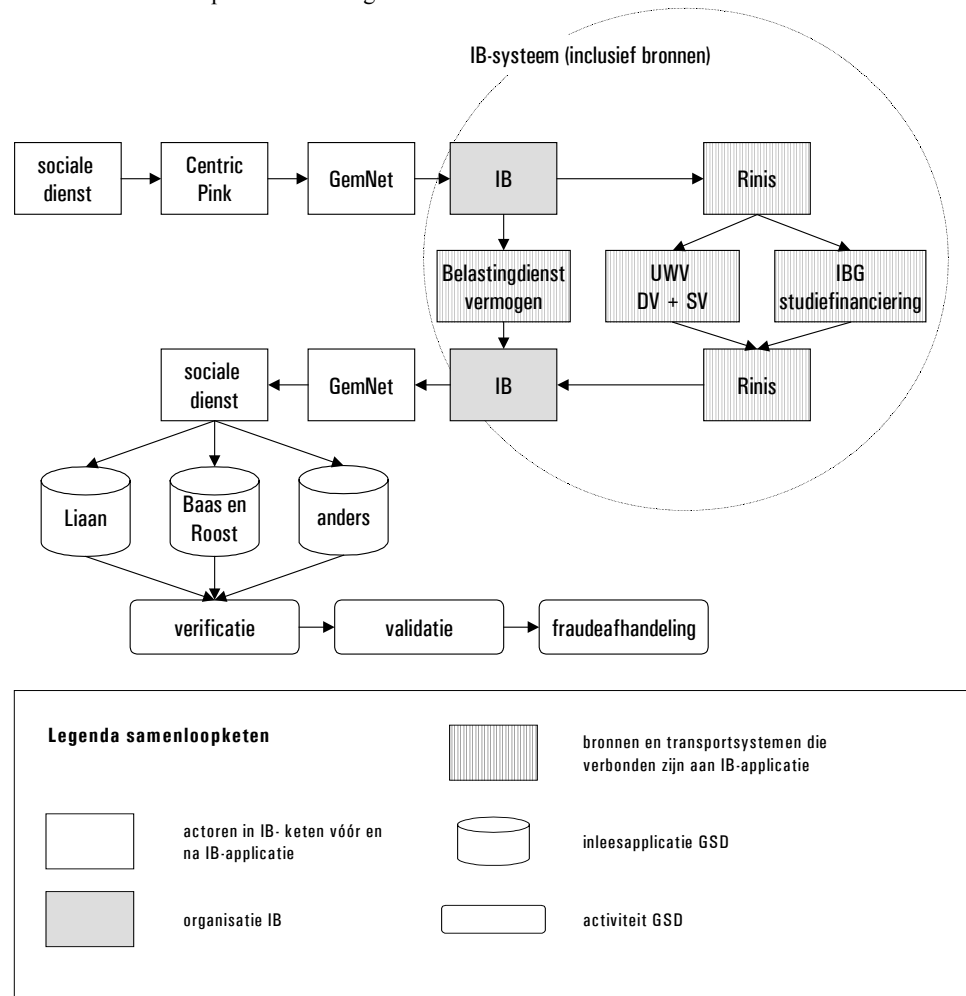 IB-systeem (inclusief bronnen)
sociale
dienst
Centric
Pink
GemNet
IB
Rinis
Belastingdienst
vermogen
UWV
DV + SV
IBG
studiefinanciering
sociale
dienst
GemNet
IB
Rinis
Liaan
Baas en
Roost
anders
verificatie
validatie
fraudeafhandeling
Legenda samenloopketen
bronnen en transportsystemen die
verbonden zijn aan IB-applicatie
actoren in IB- keten vóór en
na IB-applicatie
inleesapplicatie GSD
organisatie IB
activiteit GSD